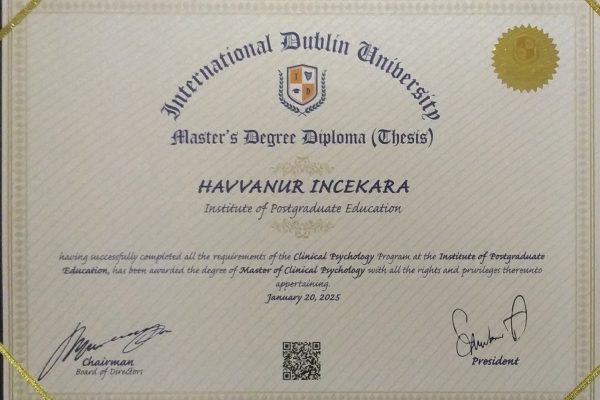 International Dublin University
I D
Master's Degree Diploma (Thesis)
HAVVANUR INCEKARA
Institute of Postgraduate Education
having successfully completed all the requirements of the Clinical Psychology Program at the Institute of Postgraduate
Education, has been awarded the degree of Master of Clinical Psychology with all the rights and privileges thereunto
appertaining.
January 20, 2025
Chairman
Board of Directors
President